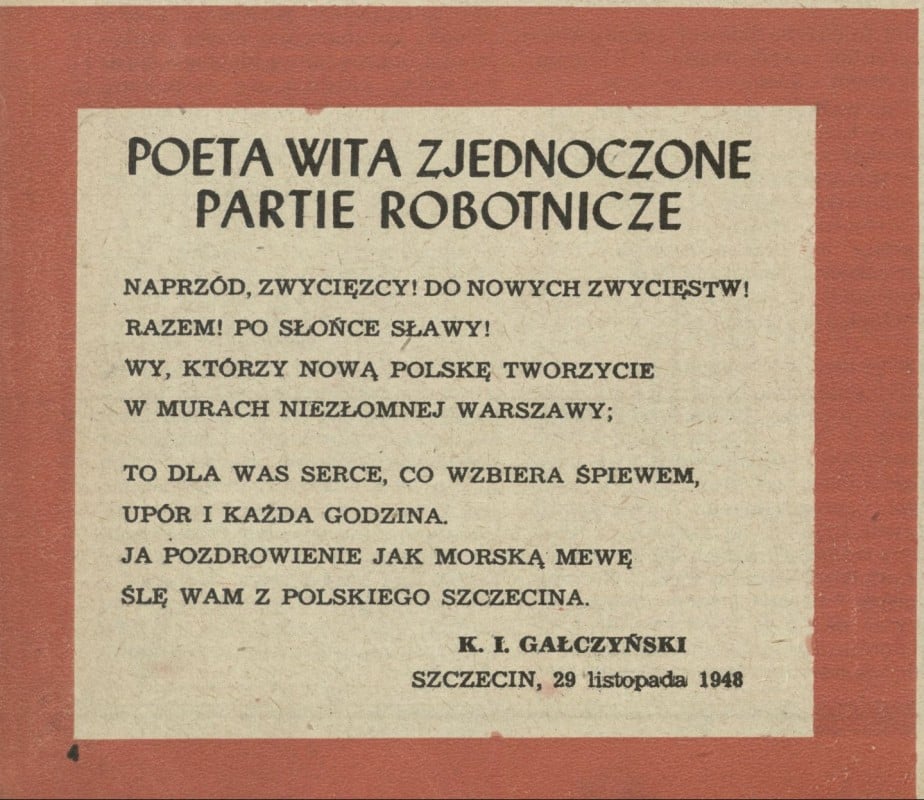 POETA WITA ZJEDNOCZONE
PARTIE ROBOTNICZE
NAPRZÓD, ZWYCIĘZCY! DO NOWYCH ZWYCIĘSTW!
RAZEM! PO SŁOŃCE SŁAWY!
WY, KTÓRZY NOWĄ POLSKĘ TWORZYCIE
W MURACH NIEZŁOMNEJ WARSZAWY;
TO DLA WAS SERCE, CO WZBIERA ŚPIEWEM,
UPÓR I KAŻDA GODZINA.
JA POZDROWIENIE JAK MORSKĄ MEWĘ
ŚLĘ WAM Z POLSKIEGO SZCZECINA.
K. I. GAŁCZYŃSKI
SZCZECIN, 29 listopada 1948
4